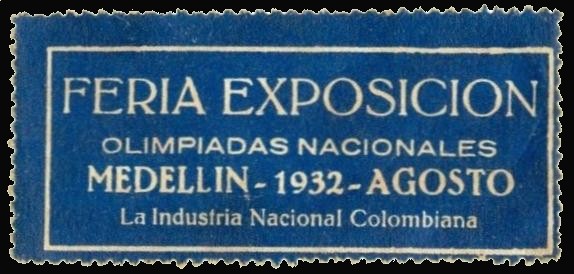 FERIA EXPOSICION
OLIMPIADAS NACIONALES
MEDELLIN - 1932 - AGOSTO
La Industria Nacional Colombiana